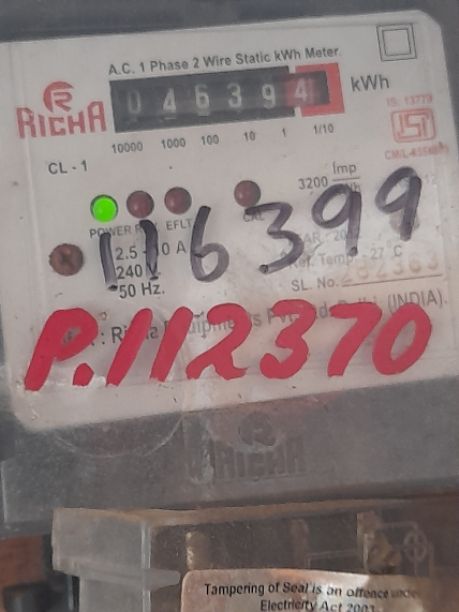 A.C. 1 Phase 2 Wire Static kWh Meter.
RICHA
0 4 6 3 9 4
kWh
10000 1000 100 10 1 1/10
IS: 13779
CL - 1
3200 Imp
POWER EFLT CAL
116399
2.5 - 10 A
240
50 Hz.
Ref. Temp. 27°C
SL. No.
(INDIA).
P.112370
RICHA
Tampering of Seal is an offence under
Electricity Act 2003